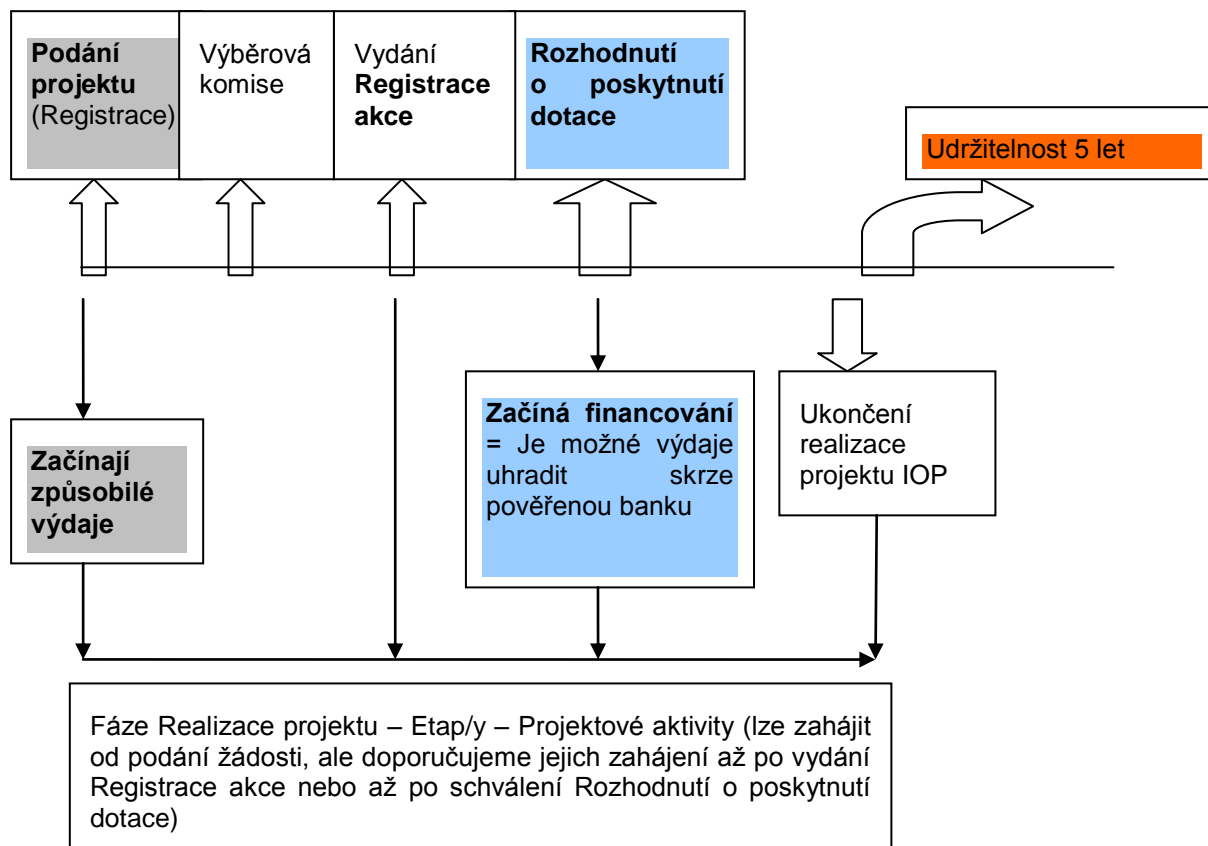 Podání
projektu
(Registrace)
Výběrová
komise
Vydání
Registrace
akce
Rozhodnutí
o poskytnutí
dotace
Udržitelnost 5 let
Začínají
způsobilé
výdaje
Začíná financování
= Je možné výdaje
uhradit skrze
pověřenou banku
Ukončení
realizace
projektu IOP
Fáze Realizace projektu – Etap/y – Projektové aktivity (lze zahájit
od podání žádosti, ale doporučujeme jejich zahájení až po vydání
Registrace akce nebo až po schválení Rozhodnutí o poskytnutí
dotace)